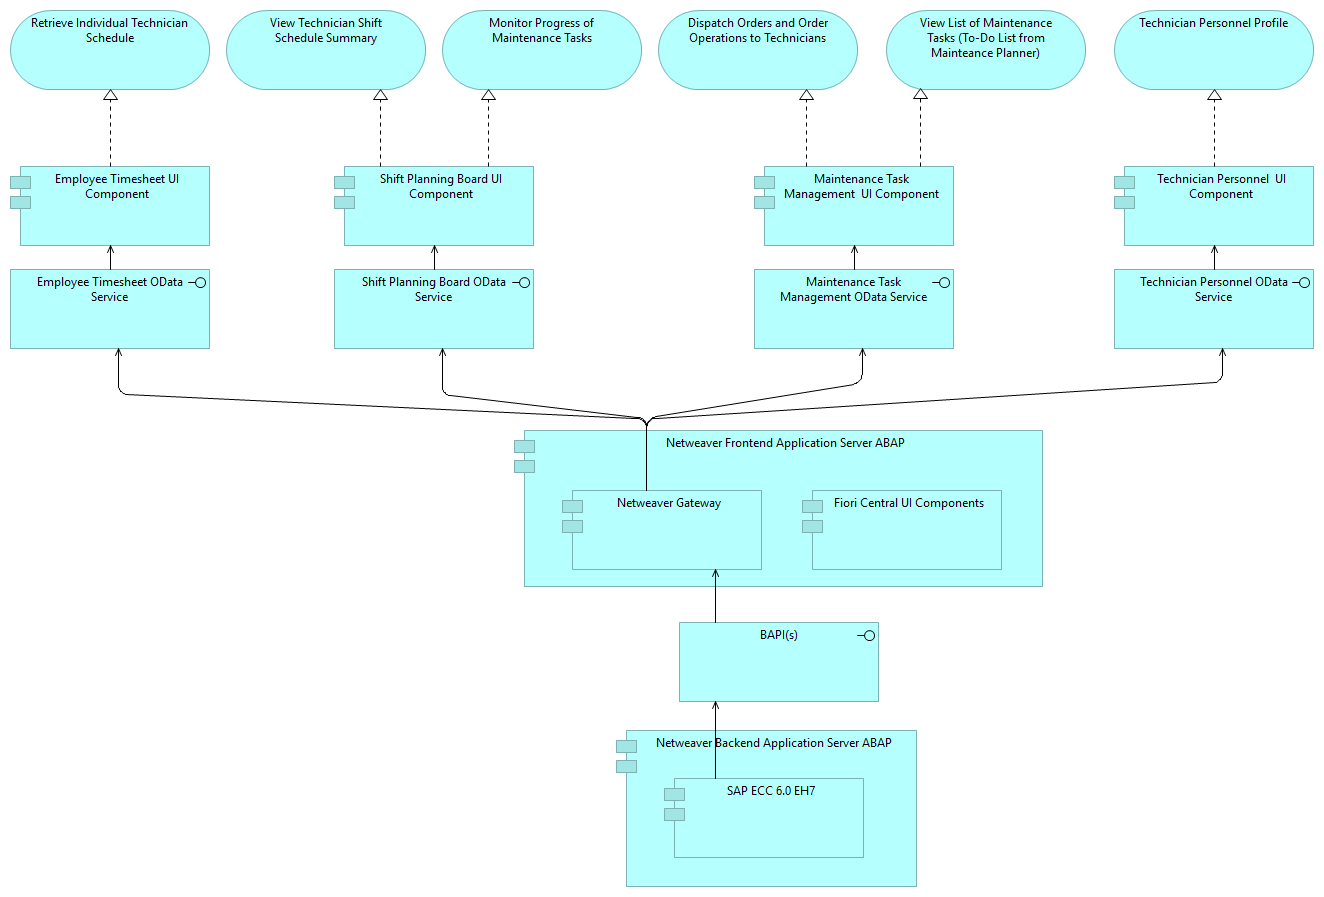 Retrieve Individual Technician
Schedule
View Technician Shift
Schedule Summary
Monitor Progress of
Maintenance Tasks
Dispatch Orders and Order
Operations to Technicians
View List of Maintenance
Tasks (To-Do List from
Mainteance Planner)
Technician Personnel Profile
Employee Timesheet UI
Component
Shift Planning Board UI
Component
Maintenance Task
Management  UI Component
Technician Personnel  UI
Component
Employee Timesheet OData
Service
Shift Planning Board OData
Service
Maintenance Task
Management OData Service
Technician Personnel OData
Service
Netweaver Frontend Application Server ABAP
Netweaver Gateway
Fiori Central UI Components
BAPI(s)
Netweaver Backend Application Server ABAP
SAP ECC 6.0 EH7